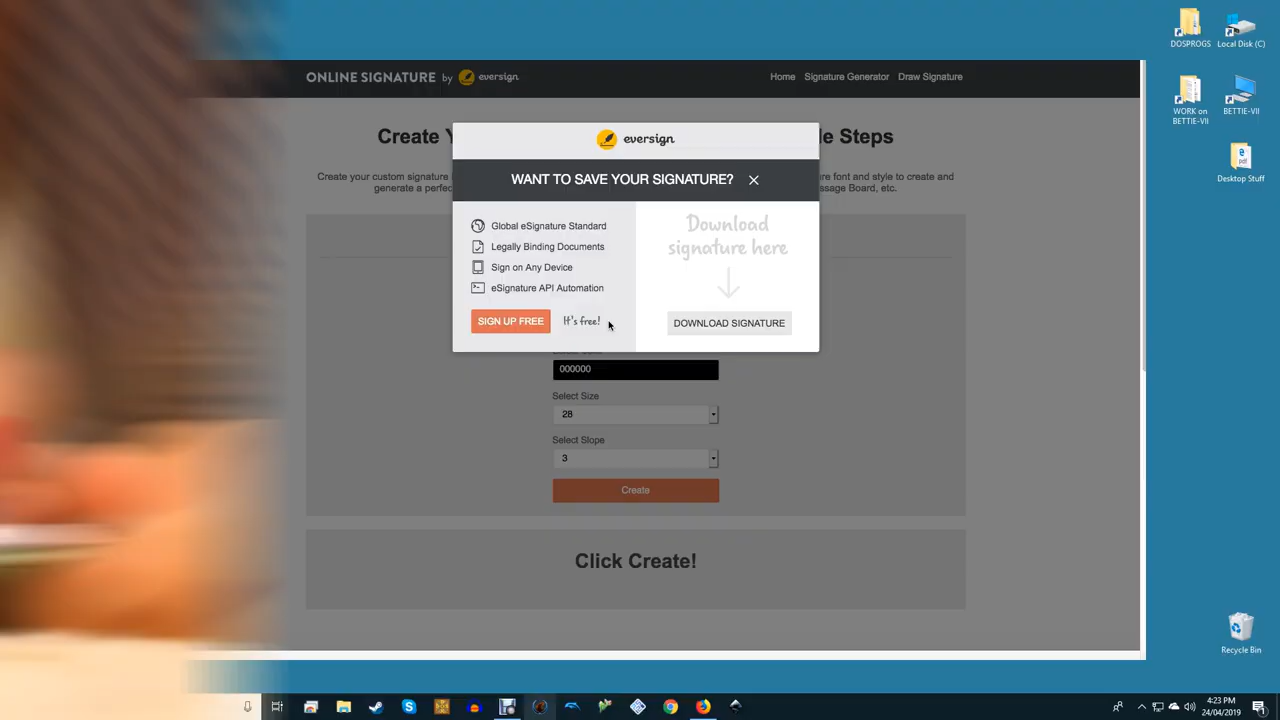 DOSPROGS
Local Disk (C)
ONLINE SIGNATURE by eversign
Home Signature Generator Draw Signature
WORK on
BETTIE-VII
BETTIE-VII
eversign
Create Y
le Steps
WANT TO SAVE YOUR SIGNATURE?
Create your custom signature
ure font and style to create and
generate a perfec
ssage Board, etc.
Desktop Stuff
Global eSignature Standard
Legally Binding Documents
Sign on Any Device
eSignature API Automation
SIGN UP FREE
It's free!
Download
signature here
DOWNLOAD SIGNATURE
000000
Select Size
28
Select Slope
3
Create
Click Create!
Recycle Bin
4:23 PM
24/04/2019